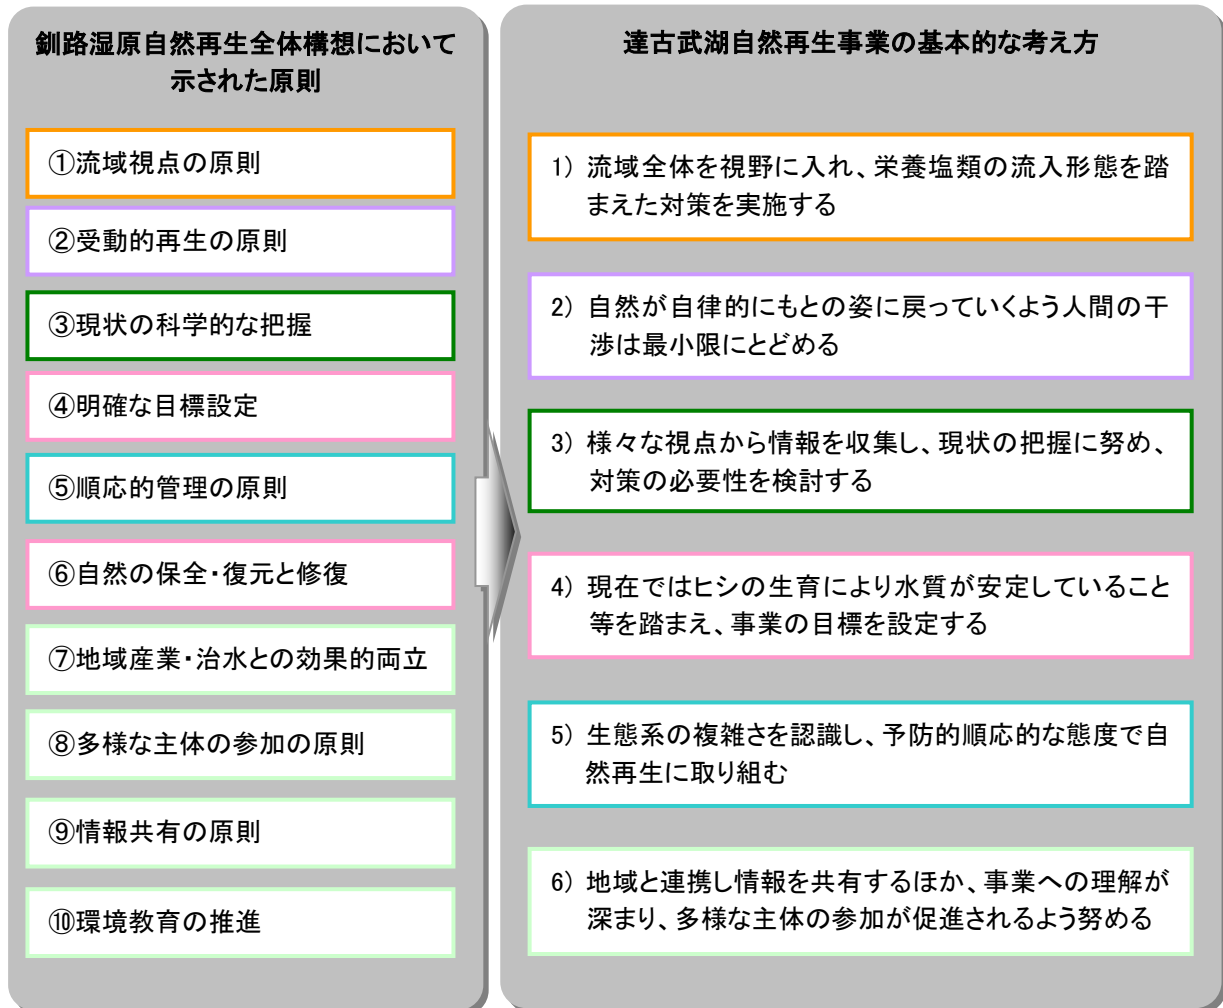 釧路湿原自然再生全体構想において
示された原則
①流域視点の原則
②受動的再生の原則
③現状の科学的な把握
④明確な目標設定
⑤順応的管理の原則
⑥自然の保全・復元と修復
⑦地域産業・治水との効果的両立
⑧多様な主体の参加の原則
⑨情報共有の原則
⑩環境教育の推進
達古武湖自然再生事業の基本的な考え方
1) 流域全体を視野に入れ、栄養塩類の流入形態を踏
まえた対策を実施する
2) 自然が自律的にもとの姿に戻っていくよう人間の干
渉は最小限にとどめる
3) 様々な視点から情報を収集し、現状の把握に努め、
対策の必要性を検討する
4) 現在ではヒシの生育により水質が安定していること
等を踏まえ、事業の目標を設定する
5) 生態系の複雑さを認識し、予防的順応的な態度で自
然再生に取り組む
6) 地域と連携し情報を共有するほか、事業への理解が
深まり、多様な主体の参加が促進されるよう努める